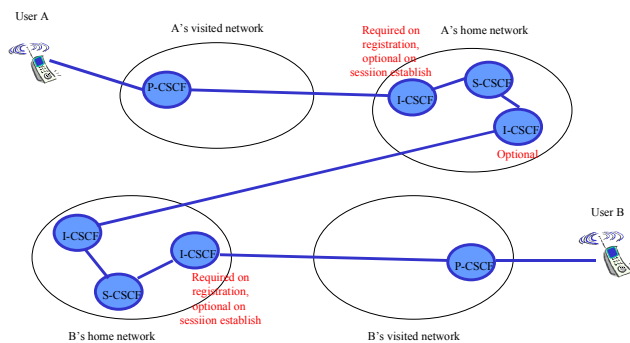 User A
A's visited network
P-CSCF
Required on
registration,
optional on
sessiion establish
A's home network
I-CSCF
S-CSCF
I-CSCF
Optional
I-CSCF
S-CSCF
I-CSCF
Required on
registration,
optional on
sessiion establish
B's home network
P-CSCF
B's visited network
User B